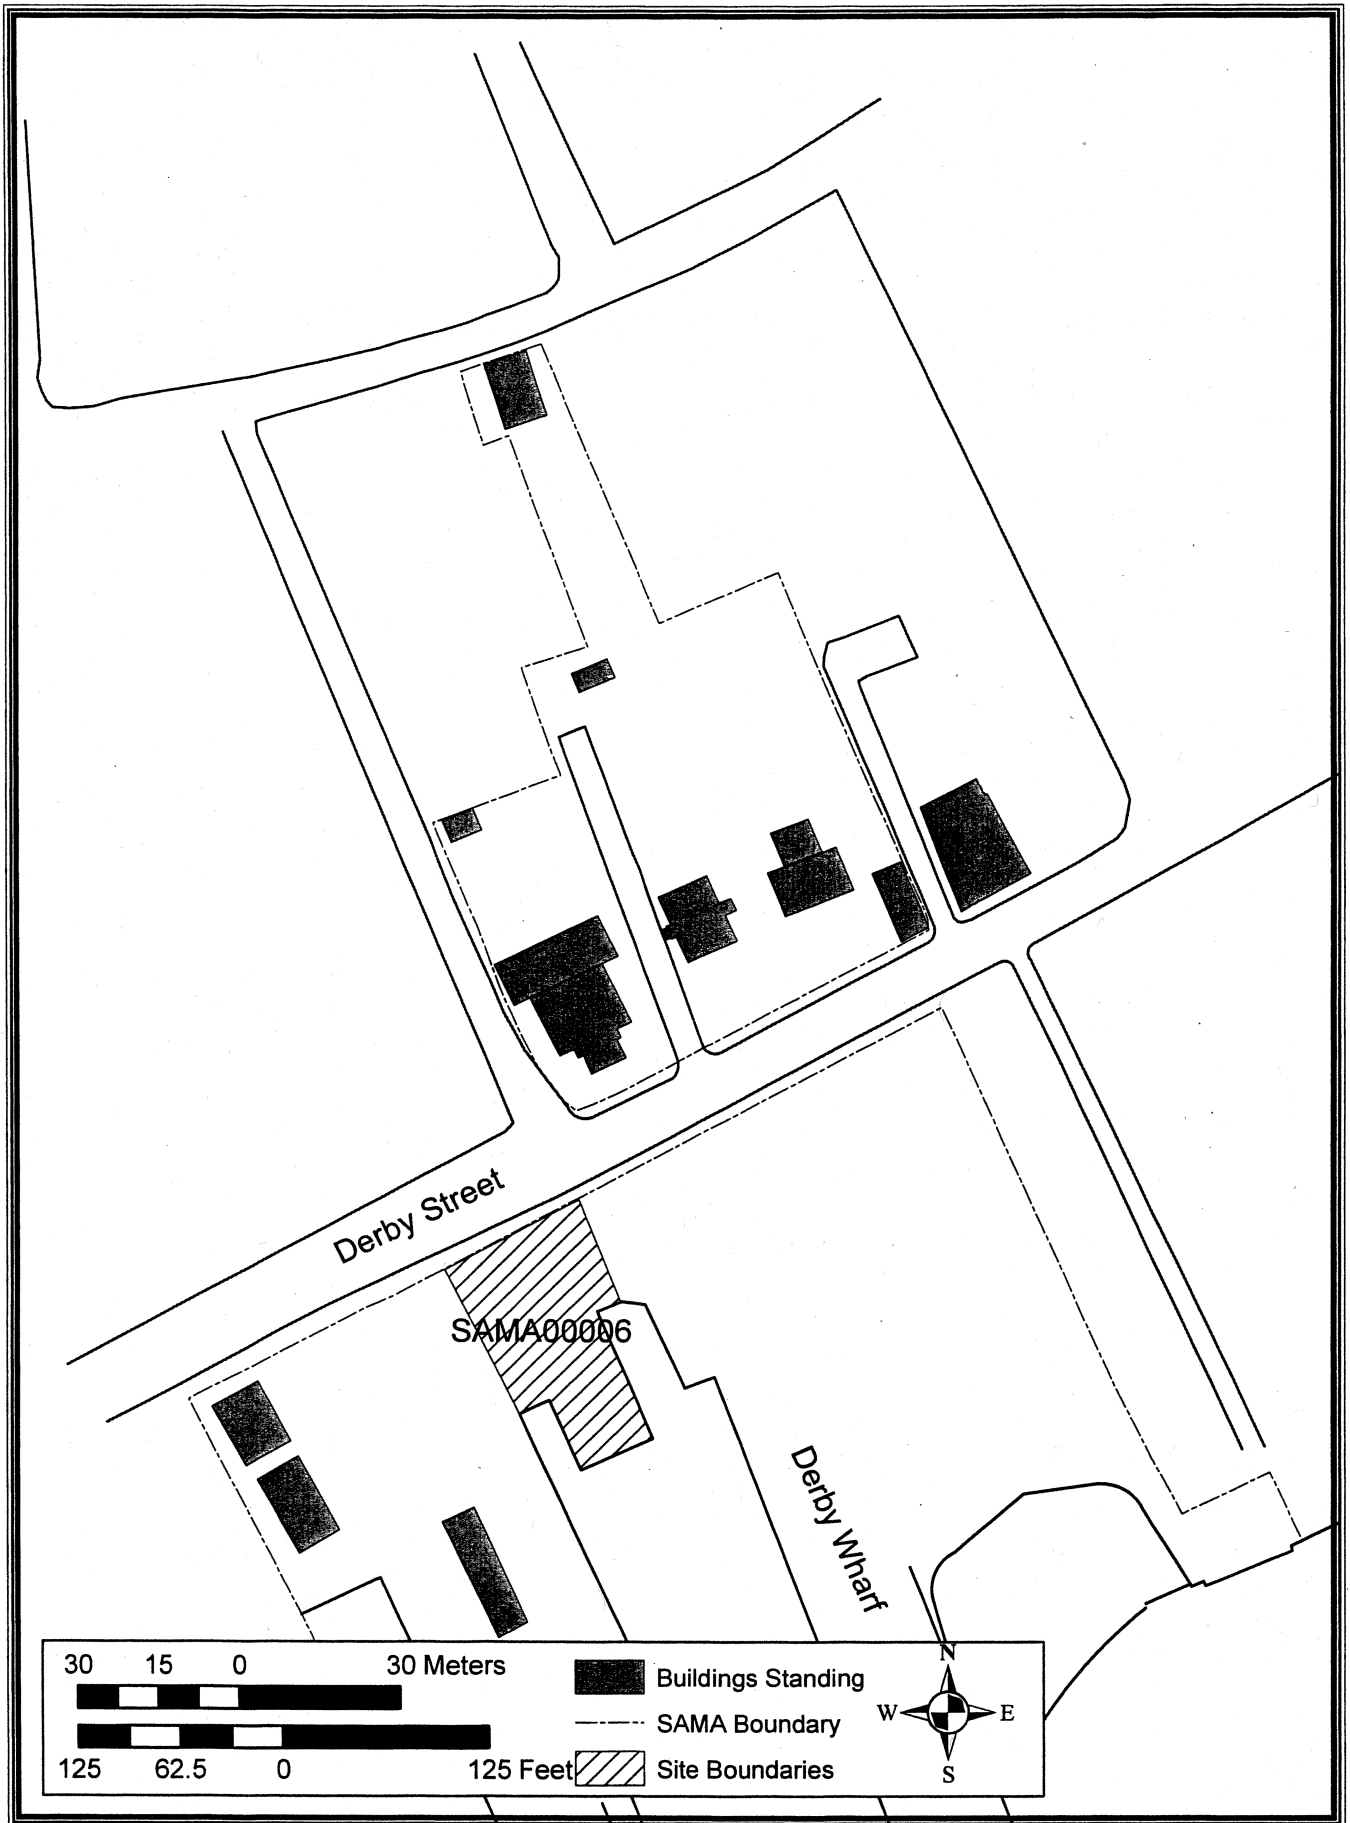 Derby Street
SAMA00006
Derby Wharf
30 15 0 30 Meters
125 62.5 0 125 Feet
Buildings Standing
SAMA Boundary
Site Boundaries
N
W E
S